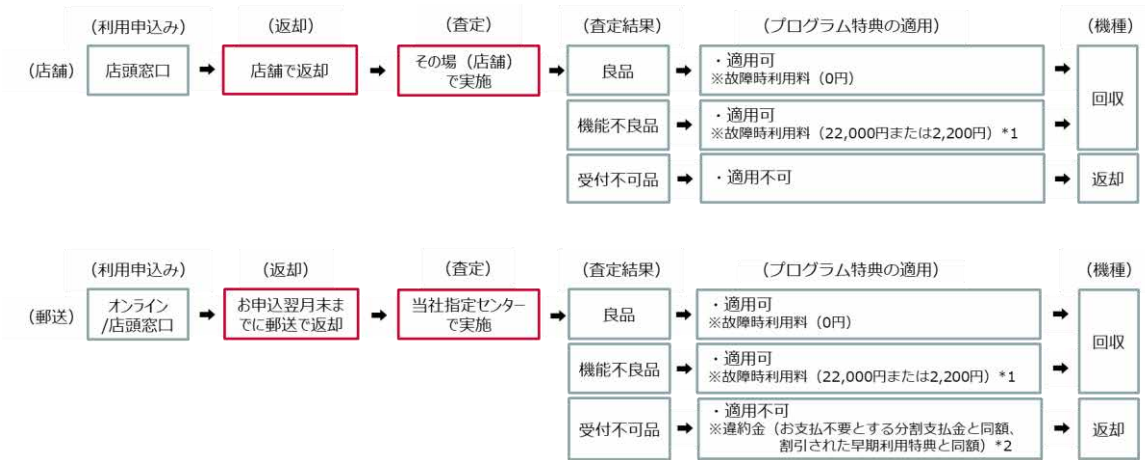 （利用申込み） （返却） （査定） （査定結果） （プログラム特典の適用） （機種）
（店舗） 店頭窓口 ➡ 店舗で返却 ➡ その場（店舗）
で実施 ➡ 良品 ➡ ・適用可
※故障時利用料（0円） ➡ 回収
機能不良品 ➡ ・適用可
※故障時利用料（22,000円または2,200円）*1 ➡
受付不可品 ➡ ・適用不可 ➡ 返却
（利用申込み） （返却） （査定） （査定結果） （プログラム特典の適用） （機種）
（郵送） オンライン
/店頭窓口 ➡ お申込翌月末ま
でに郵送で返却 ➡ 当社指定センター
で実施 ➡ 良品 ➡ ・適用可
※故障時利用料（0円） ➡ 回収
機能不良品 ➡ ・適用可
※故障時利用料（22,000円または2,200円）*1 ➡
受付不可品 ➡ ・適用不可
※違約金（お支払不要とする分割支払金と同額、
割引された早期利用特典と同額）*2 ➡ 返却